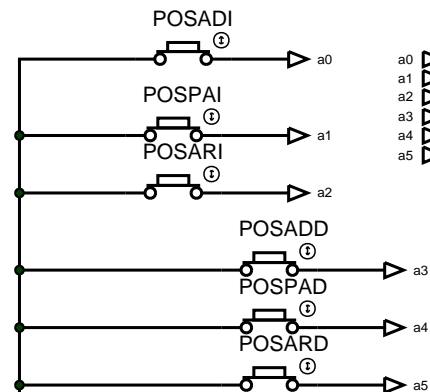 POSADI
a0
POSPAI
a1
POSARI
a2
POSADD
a3
POSPAD
a4
POSARD
a5
a0
a1
a2
a3
a4
a5